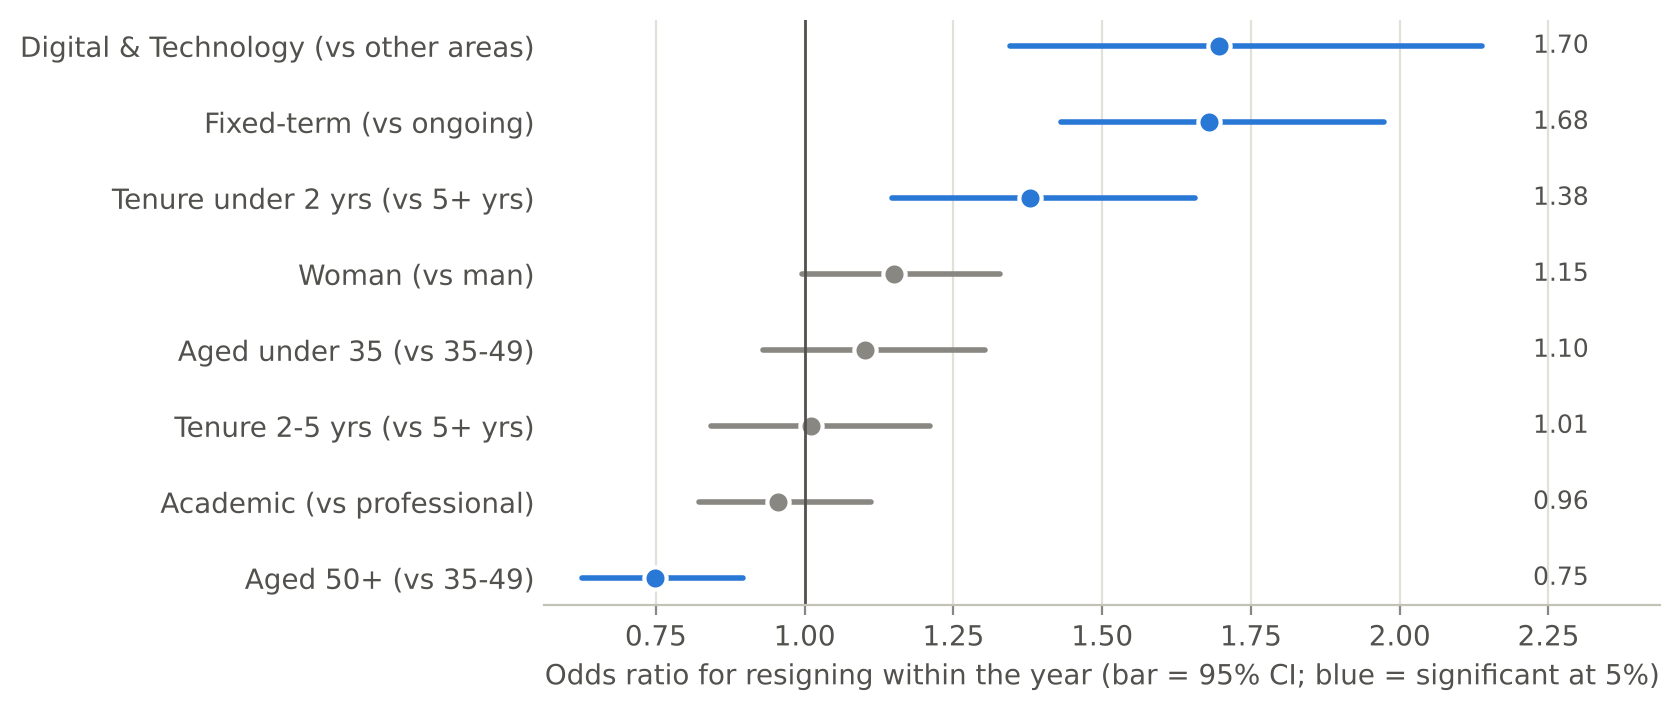 Digital & Technology (vs other areas) 1.70
Fixed-term (vs ongoing) 1.68
Tenure under 2 yrs (vs 5+ yrs) 1.38
Woman (vs man) 1.15
Aged under 35 (vs 35-49) 1.10
Tenure 2-5 yrs (vs 5+ yrs) 1.01
Academic (vs professional) 0.96
Aged 50+ (vs 35-49) 0.75
0.75 1.00 1.25 1.50 1.75 2.00 2.25
Odds ratio for resigning within the year (bar = 95% CI; blue = significant at 5%)